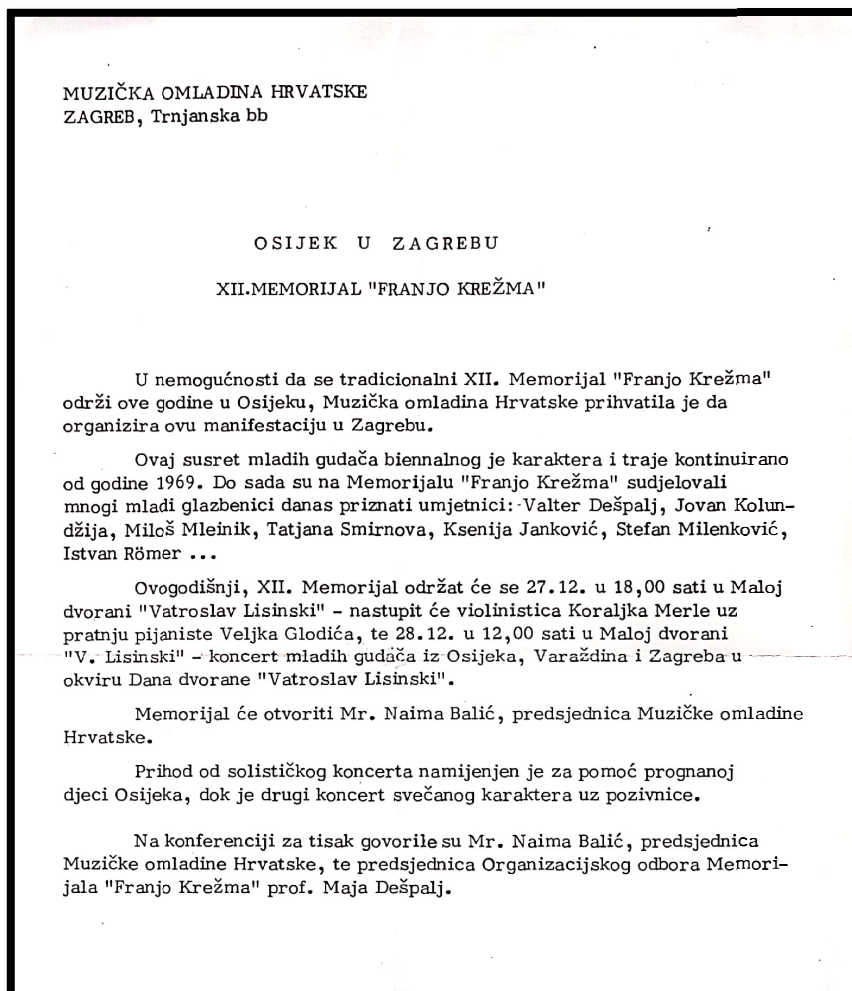 MUZIČKA OMLADINA HRVATSKE
ZAGREB, Trnjanska bb
OSIJEK U ZAGREBU
XII.MEMORIJAL "FRANJO KREŽMA"
U nemogućnosti da se tradicionalni XII. Memorijal "Franjo Krežma"
održi ove godine u Osijeku, Muzička omladina Hrvatske prihvatila je da
organizira ovu manifestaciju u Zagrebu.
Ovaj susret mladih gudača biennalnog je karaktera i traje kontinuirano
od godine 1969. Do sada su na Memorijalu "Franjo Krežma" sudjelovali
mnogi mladi glazbenici danas priznati umjetnici: Valter Dešpalj, Jovan Kolun-
džija, Miloš Mleinik, Tatjana Smirnova, Ksenija Janković, Stefan Milenković,
Istvan Römer ...
Ovogodišnji, XII. Memorijal održat će se 27.12. u 18,00 sati u Maloj
dvorani "Vatroslav Lisinski" - nastupit će violinistica Koraljka Merle uz
pratnju pijaniste Veljka Glodića, te 28.12. u 12,00 sati u Maloj dvorani
"V. Lisinski" - koncert mladih gudača iz Osijeka, Varaždina i Zagreba u
okviru Dana dvorane "Vatroslav Lisinski".
Memorijal će otvoriti Mr. Naima Balić, predsjednica Muzičke omladine
Hrvatske.
Prihod od solističkog koncerta namijenjen je za pomoć prognanoj
djeci Osijeka, dok je drugi koncert svečanog karaktera uz pozivnice.
Na konferenciji za tisak govorile su Mr. Naima Balić, predsjednica
Muzičke omladine Hrvatske, te predsjednica Organizacijskog odbora Memori-
jala "Franjo Krežma" prof. Maja Dešpalj.